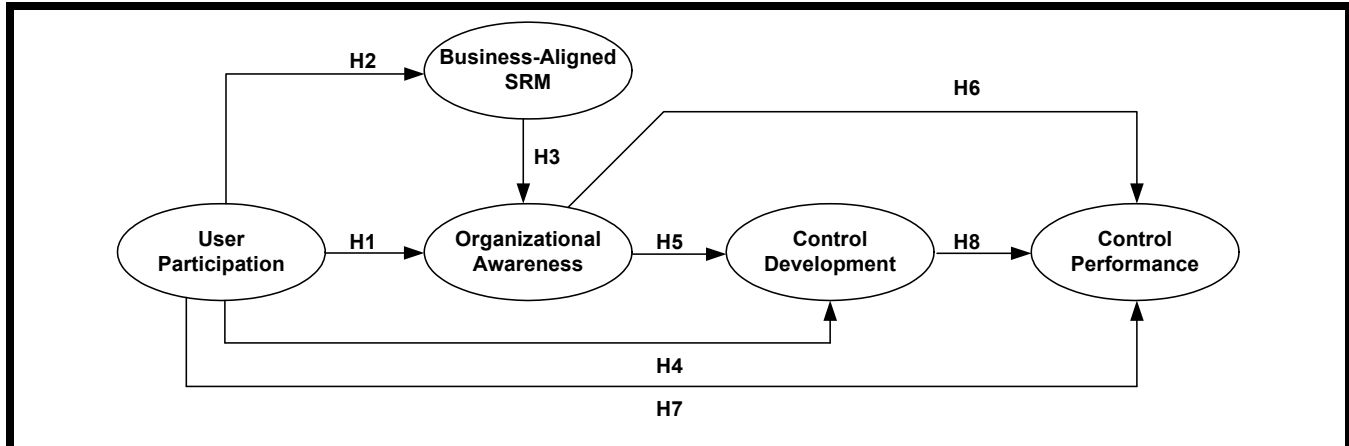 Business-Aligned
SRM
H2
H6
H3
User
Participation
H1
Organizational
Awareness
H5
Control
Development
H8
Control
Performance
H4
H7